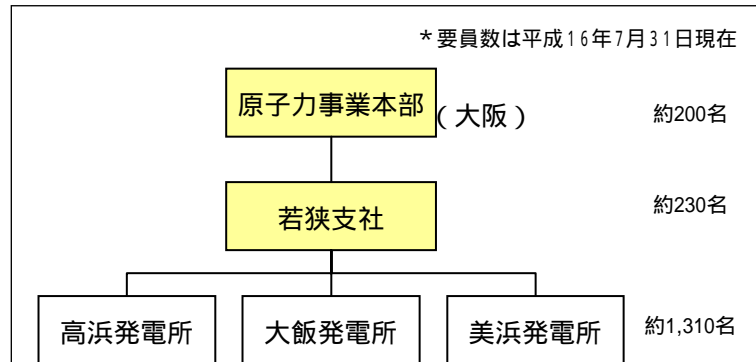 *要員数は平成16年7月31日現在
原子力事業本部(大阪) 約200名
若狭支社 約230名
高浜発電所 大飯発電所 美浜発電所 約1,310名